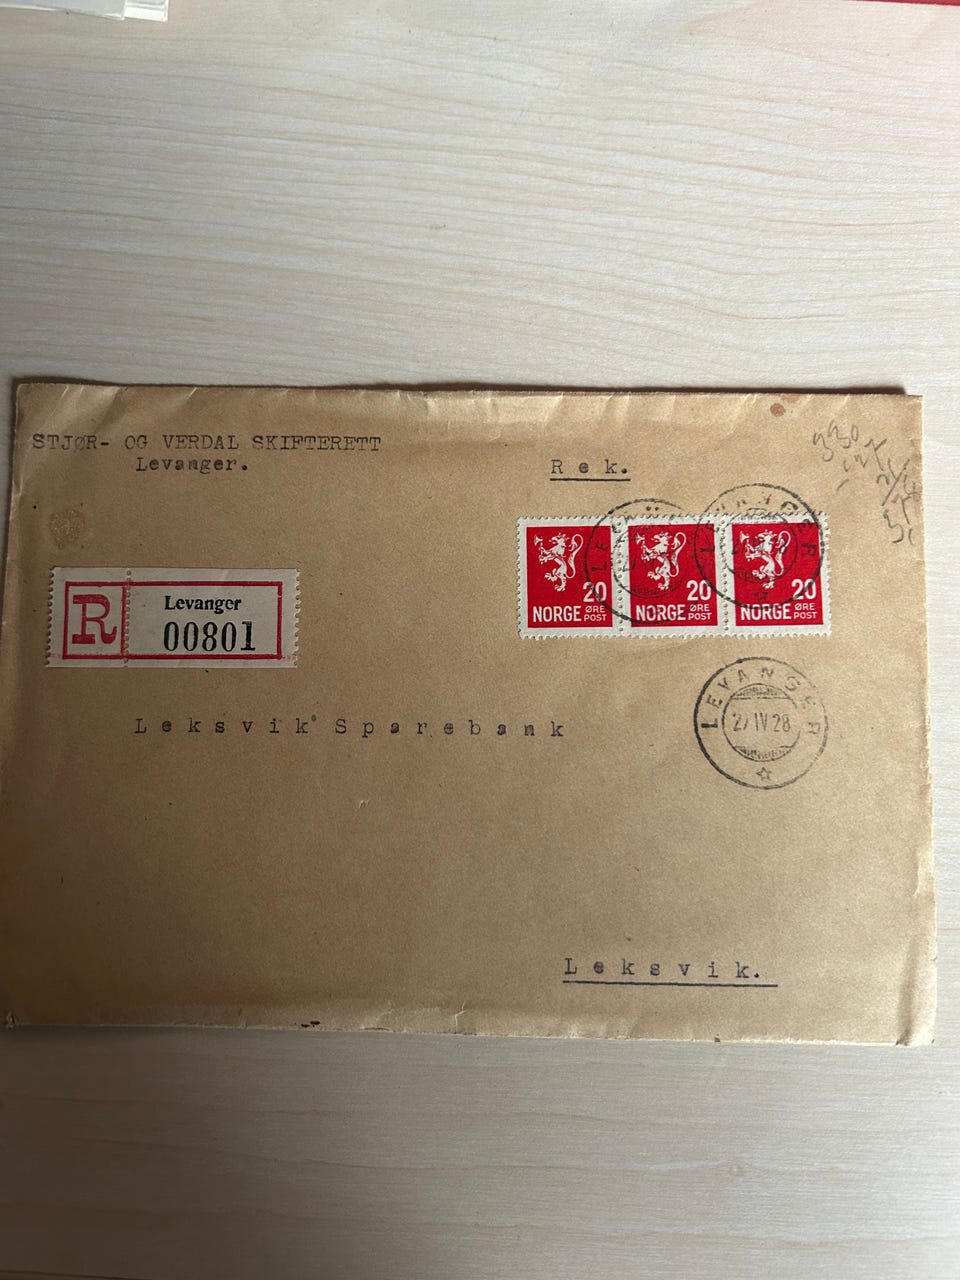 STJØR- OG VERDAL SKIFTERETT
Levanger.
Rek.
20 NORGE ØRE POST
20 NORGE ØRE POST
20 NORGE ØRE POST
LEVANGER
R Levanger
00801
Leksvik Sparebank
LEVANGER
27 IV 28
Leksvik.